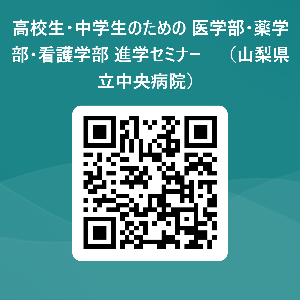 高校生・中学生のための 医学部・薬学
部・看護学部 進学セミナー　（山梨県
立中央病院）